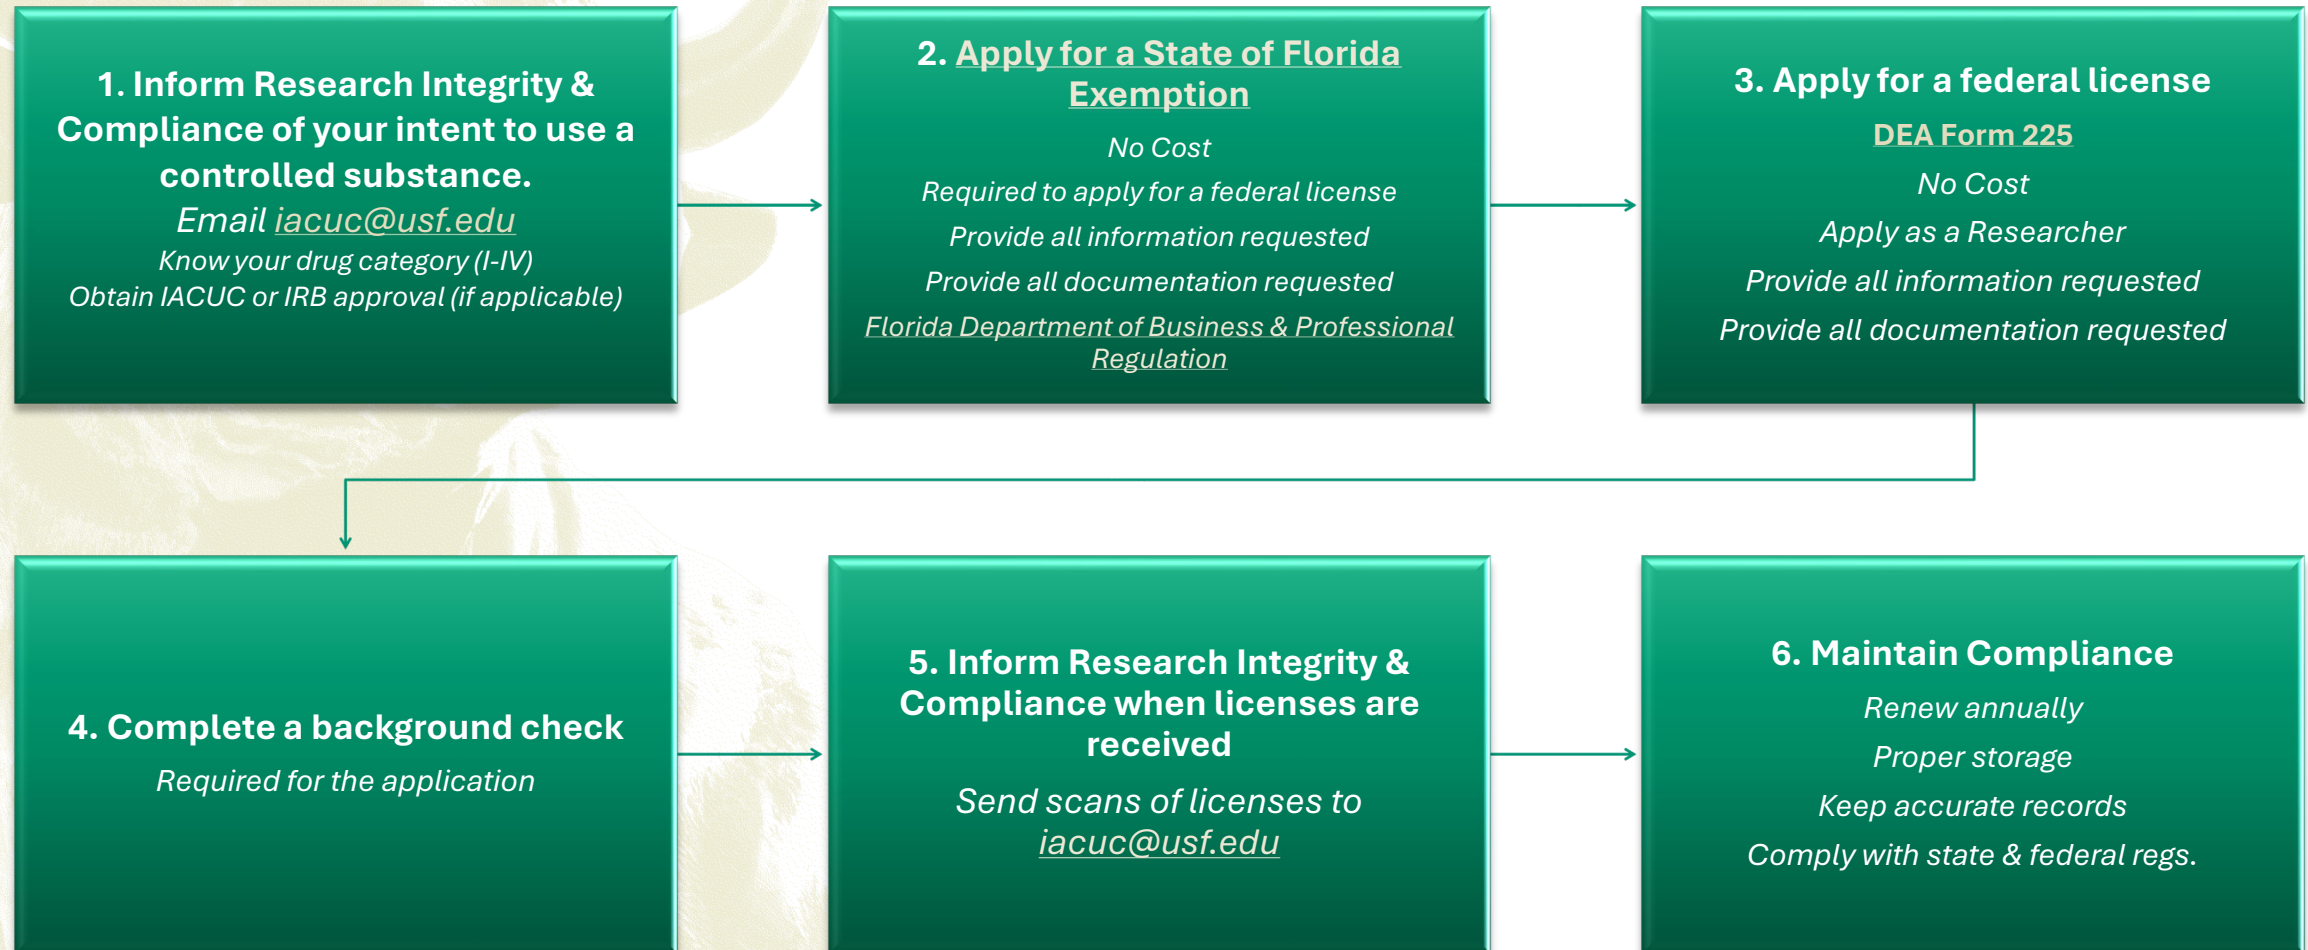 1. Inform Research Integrity &
Compliance of your intent to use a
controlled substance.
Email iacuc@usf.edu
Know your drug category (I-IV)
Obtain IACUC or IRB approval (if applicable)
2. Apply for a State of Florida
Exemption
No Cost
Required to apply for a federal license
Provide all information requested
Provide all documentation requested
Florida Department of Business & Professional
Regulation
3. Apply for a federal license
DEA Form 225
No Cost
Apply as a Researcher
Provide all information requested
Provide all documentation requested
4. Complete a background check
Required for the application
5. Inform Research Integrity &
Compliance when licenses are
received
Send scans of licenses to
iacuc@usf.edu
6. Maintain Compliance
Renew annually
Proper storage
Keep accurate records
Comply with state & federal regs.